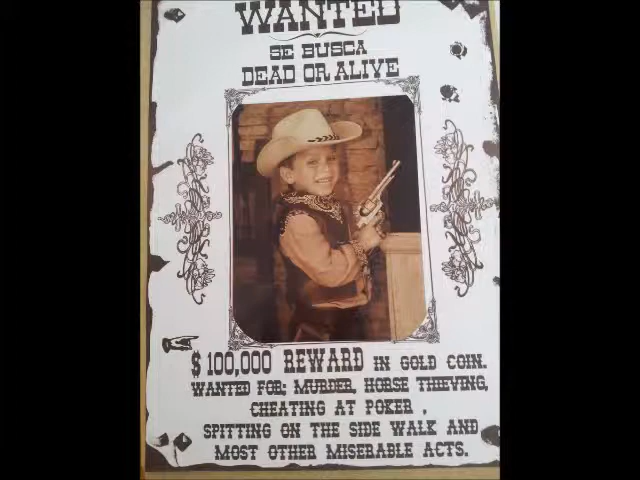 WANTED
SE BUSCA
DEAD OR ALIVE
$100,000 REWARD IN GOLD COIN.
WANTED FOR; MURDER, HORSE THIEVING,
CHEATING AT POKER ,
SPITTING ON THE SIDE WALK AND
MOST OTHER MISERABLE ACTS.